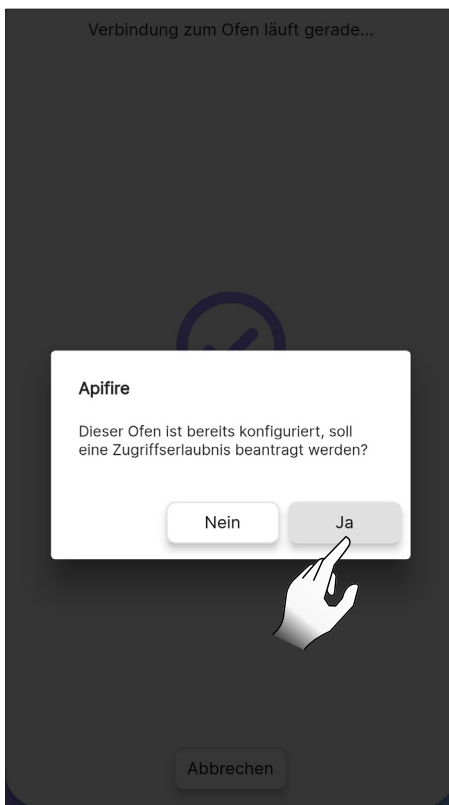 Verbindung zum Ofen läuft gerade...
Apifire
Dieser Ofen ist bereits konfiguriert, soll
eine Zugriffserlaubnis beantragt werden?
Nein
Ja
Abbrechen